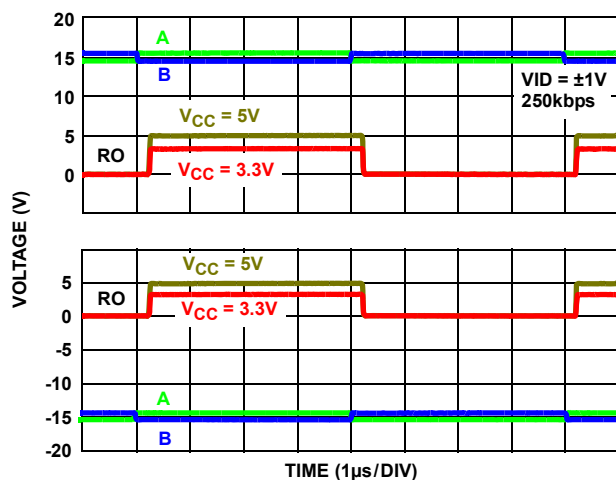 20
A
15
B
VID = ±1V
250kbps
10
VCC = 5V
5
RO
VCC = 3.3V
0
VOLTAGE (V)
VCC = 5V
5
RO
VCC = 3.3V
0
-5
-10
A
-15
B
-20
TIME (1µs/DIV)